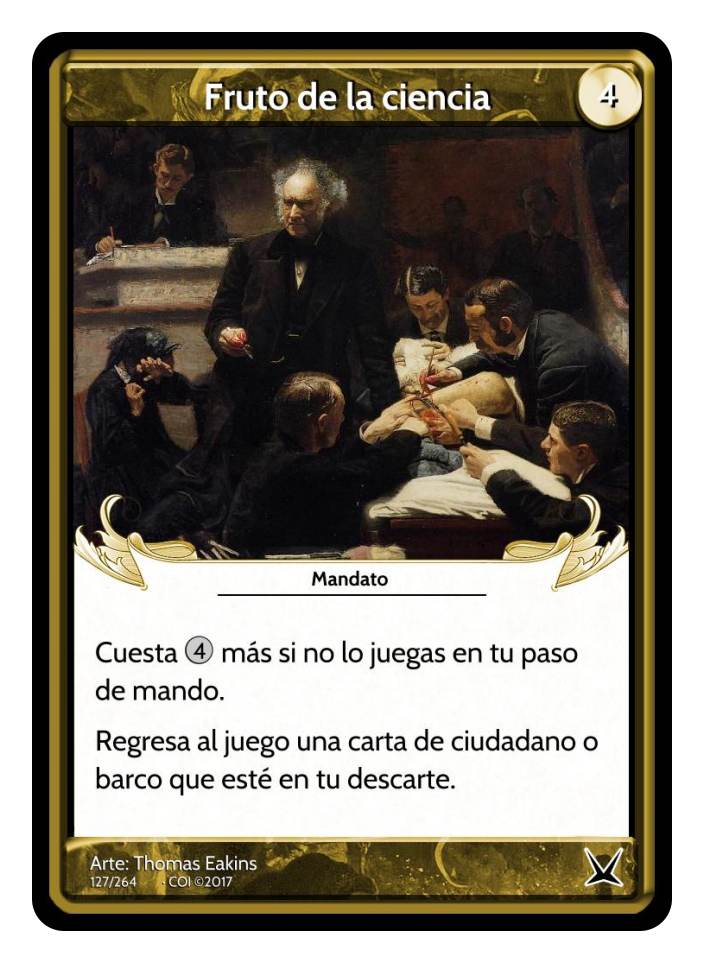 Fruto de la ciencia
4
Mandato
Cuesta 4 más si no lo juegas en tu paso
de mando.
Regresa al juego una carta de ciudadano o
barco que esté en tu descarte.
Arte: Thomas Eakins
127/264 · COI ©2017